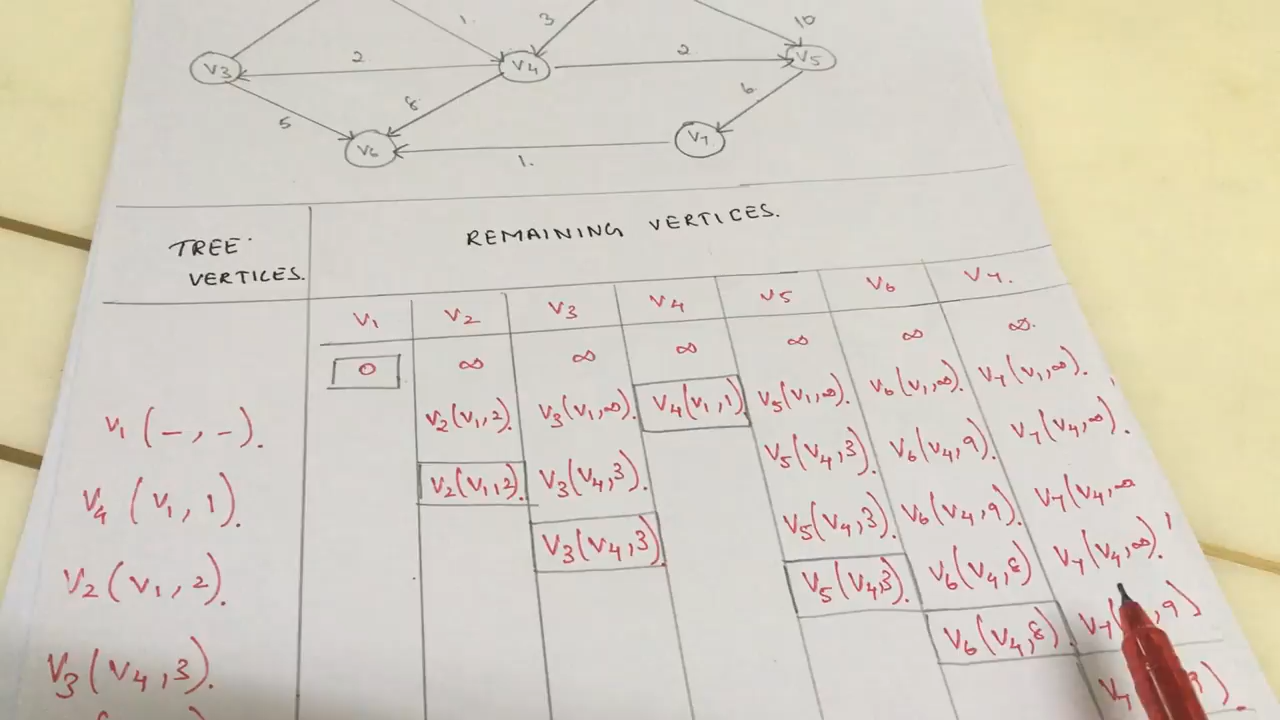 1. 3 10
2 2
V3 V4 V5
8 6
5
V6 V7
1.
TREE REMAINING VERTICES.
VERTICES.
V1 V2 V3 V4 V5 V6 V7.
0 ∞ ∞ ∞ ∞ ∞ ∞.
V1 (-,-). V2(V1,2). V3(V1,∞). V4(V1,1). V5(V1,∞). V6(V1,∞). V7(V1,∞).
V4 (V1,1). V2(V1,2). V3(V4,3). V5(V4,3). V6(V4,9). V7(V4,∞).
V2(V1,2). V3(V4,3). V5(V4,3). V6(V4,9). V7(V4,∞
V3(V4,3). V5(V4,3). V6(V4,8) V7(V4,∞).
V6(V4,8).